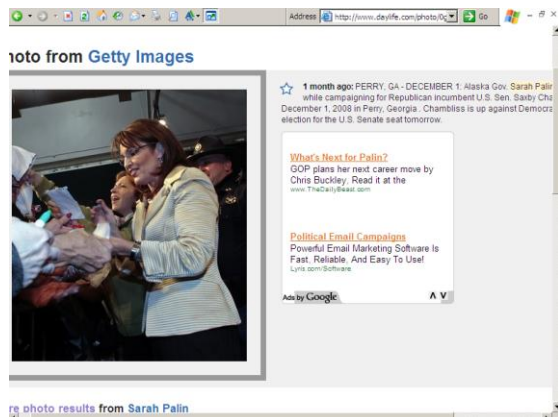 Address http://www.daylife.com/photo/0g Go
hoto from Getty Images
1 month ago: PERRY, GA - DECEMBER 1: Alaska Gov. Sarah Palin
while campaigning for Republican incumbent U.S. Sen. Saxby Cha
December 1, 2008 in Perry, Georgia . Chambliss is up against Democra
election for the U.S. Senate seat tomorrow.
What's Next for Palin?
GOP plans her next career move by
Chris Buckley, Read it at the
www.TheDailyBeast.com
Political Email Campaigns
Powerful Email Marketing Software Is
Fast, Reliable, And Easy To Use!
Lyris.com/Software
Ads by Google
re photo results from Sarah Palin